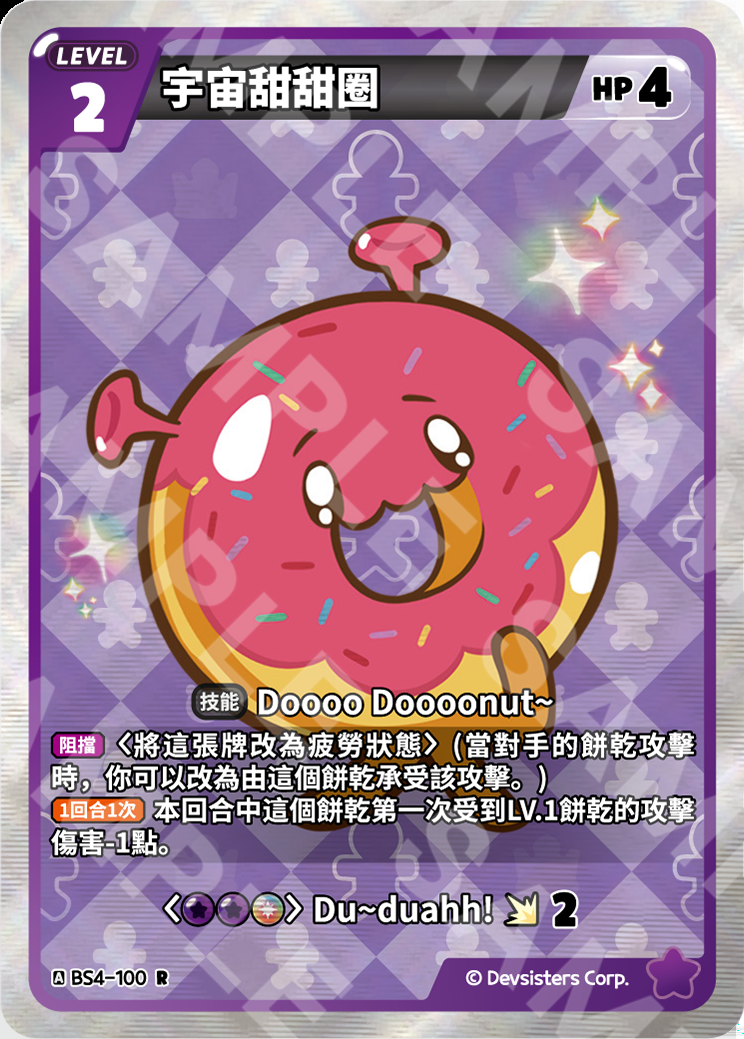 LEVEL
2
宇宙甜甜圈
HP 4
技能 Doooo Doooonut~
阻擋 〈將這張牌改為疲勞狀態〉(當對手的餅乾攻擊
時，你可以改為由這個餅乾承受該攻擊。)
1回合1次 本回合中這個餅乾第一次受到LV.1餅乾的攻擊
傷害-1點。
〈〉 Du~duahh! 2
A BS4-100 R
© Devsisters Corp.
SAMPLE